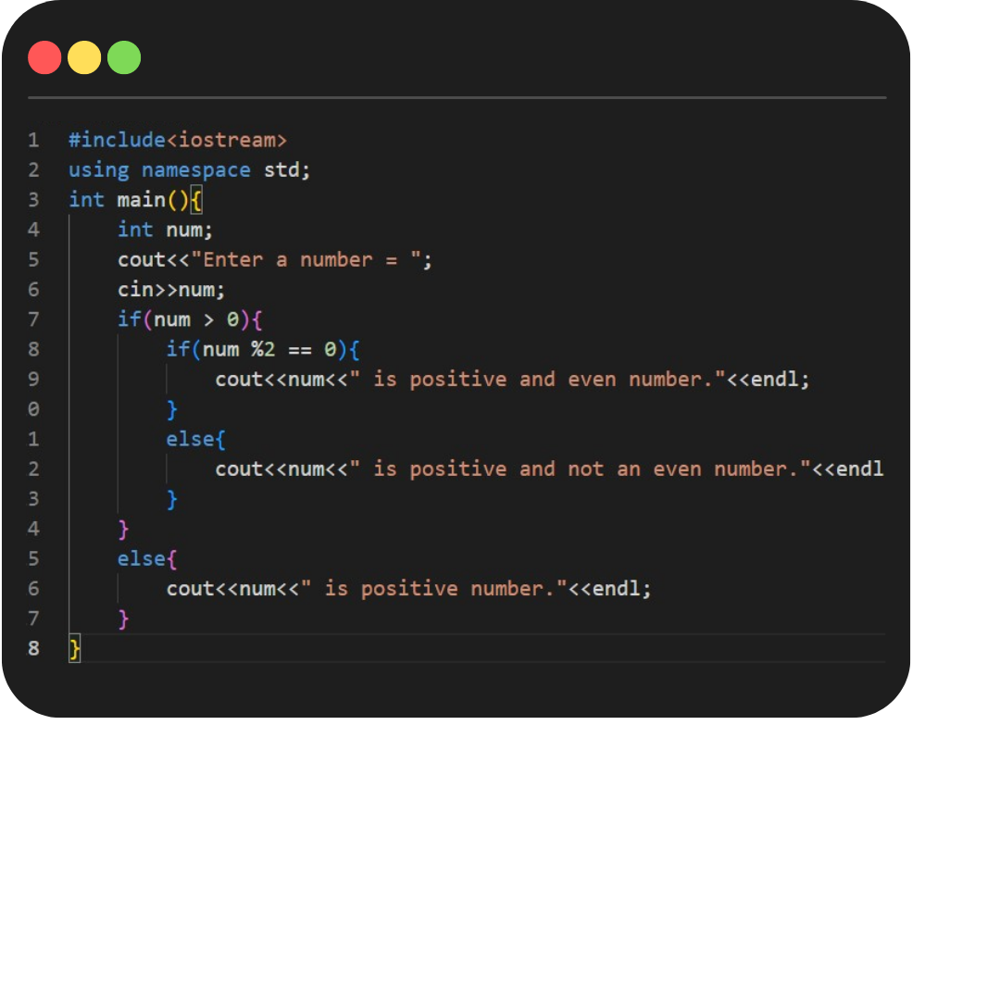 1 #include<iostream>
2 using namespace std;
3 int main(){
4     int num;
5     cout<<"Enter a number = ";
6     cin>>num;
7     if(num > 0){
8         if(num %2 == 0){
9             cout<<num<<" is positive and even number."<<endl;
0         }
1         else{
2             cout<<num<<" is positive and not an even number."<<endl
3         }
4     }
5     else{
6         cout<<num<<" is positive number."<<endl;
7     }
8 }